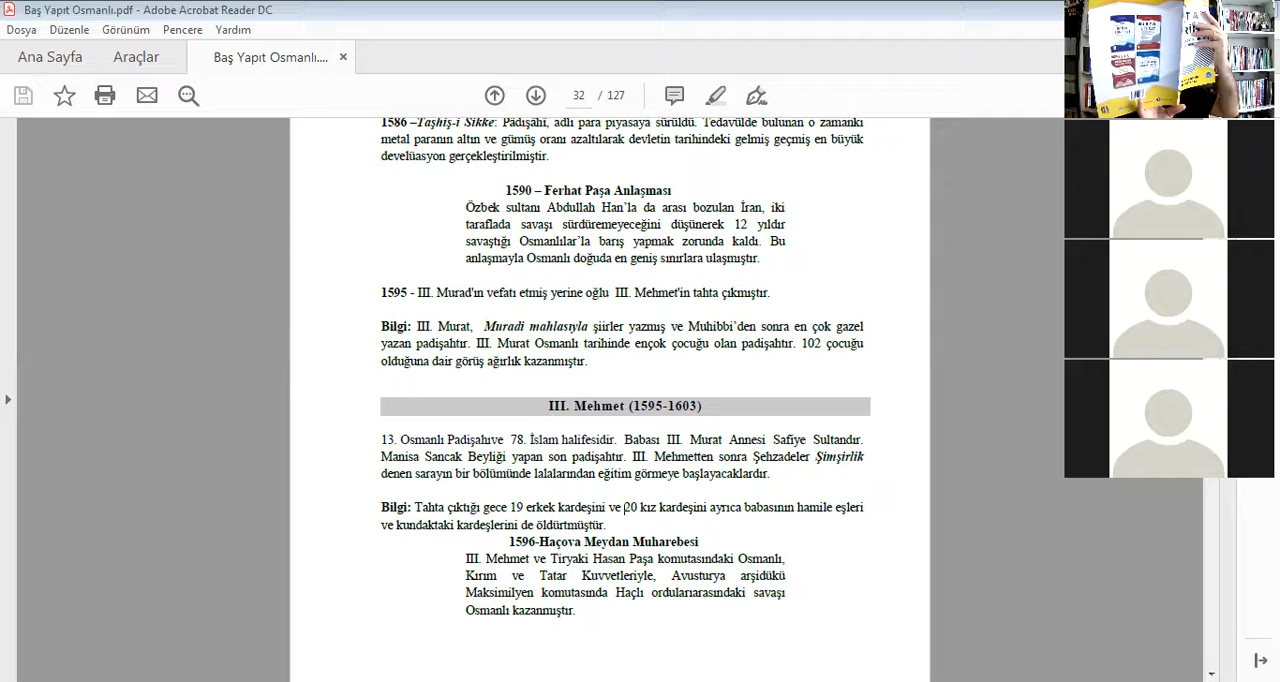 Baş Yapıt Osmanlı.pdf - Adobe Acrobat Reader DC
Dosya Düzenle Görünüm Pencere Yardım
Ana Sayfa Araçlar Baş Yapıt Osmanlı.... ×
32 / 127
1586 –Taşhiş-i Sikke: Padişahı, adlı para piyasaya sürüldü. Tedavülde bulunan o zamanki
metal paranın altın ve gümüş oranı azaltılarak devletin tarihindeki gelmiş geçmiş en büyük
develüasyon gerçekleştirilmiştir.
1590 – Ferhat Paşa Anlaşması
Özbek sultanı Abdullah Han’la da arası bozulan İran, iki
taraflada savaşı sürdüremeyeceğini düşünerek 12 yıldır
savaştığı Osmanlılar’la barış yapmak zorunda kaldı. Bu
anlaşmayla Osmanlı doğuda en geniş sınırlara ulaşmıştır.
1595 - III. Murad'ın vefatı etmiş yerine oğlu III. Mehmet'in tahta çıkmıştır.
Bilgi: III. Murat, Muradi mahlasıyla şiirler yazmış ve Muhibbi’den sonra en çok gazel
yazan padişahtır. III. Murat Osmanlı tarihinde ençok çocuğu olan padişahtır. 102 çocuğu
olduğuna dair görüş ağırlık kazanmıştır.
III. Mehmet (1595-1603)
13. Osmanlı Padişahıve 78. İslam halifesidir. Babası III. Murat Annesi Safiye Sultandır.
Manisa Sancak Beyliği yapan son padişahtır. III. Mehmetten sonra Şehzadeler Şimşirlik
denen sarayın bir bölümünde lalalarından eğitim görmeye başlayacaklardır.
Bilgi: Tahta çıktığı gece 19 erkek kardeşini ve 20 kız kardeşini ayrıca babasının hamile eşleri
ve kundaktaki kardeşlerini de öldürtmüştür.
1596-Haçova Meydan Muharebesi
III. Mehmet ve Tiryaki Hasan Paşa komutasındaki Osmanlı,
Kırım ve Tatar Kuvvetleriyle, Avusturya arşidükü
Maksimilyen komutasında Haçlı ordularıarasındaki savaşı
Osmanlı kazanmıştır.